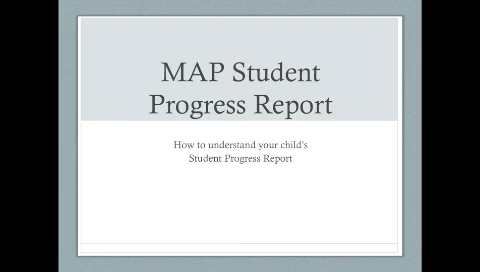 MAP Student
Progress Report
How to understand your child's
Student Progress Report